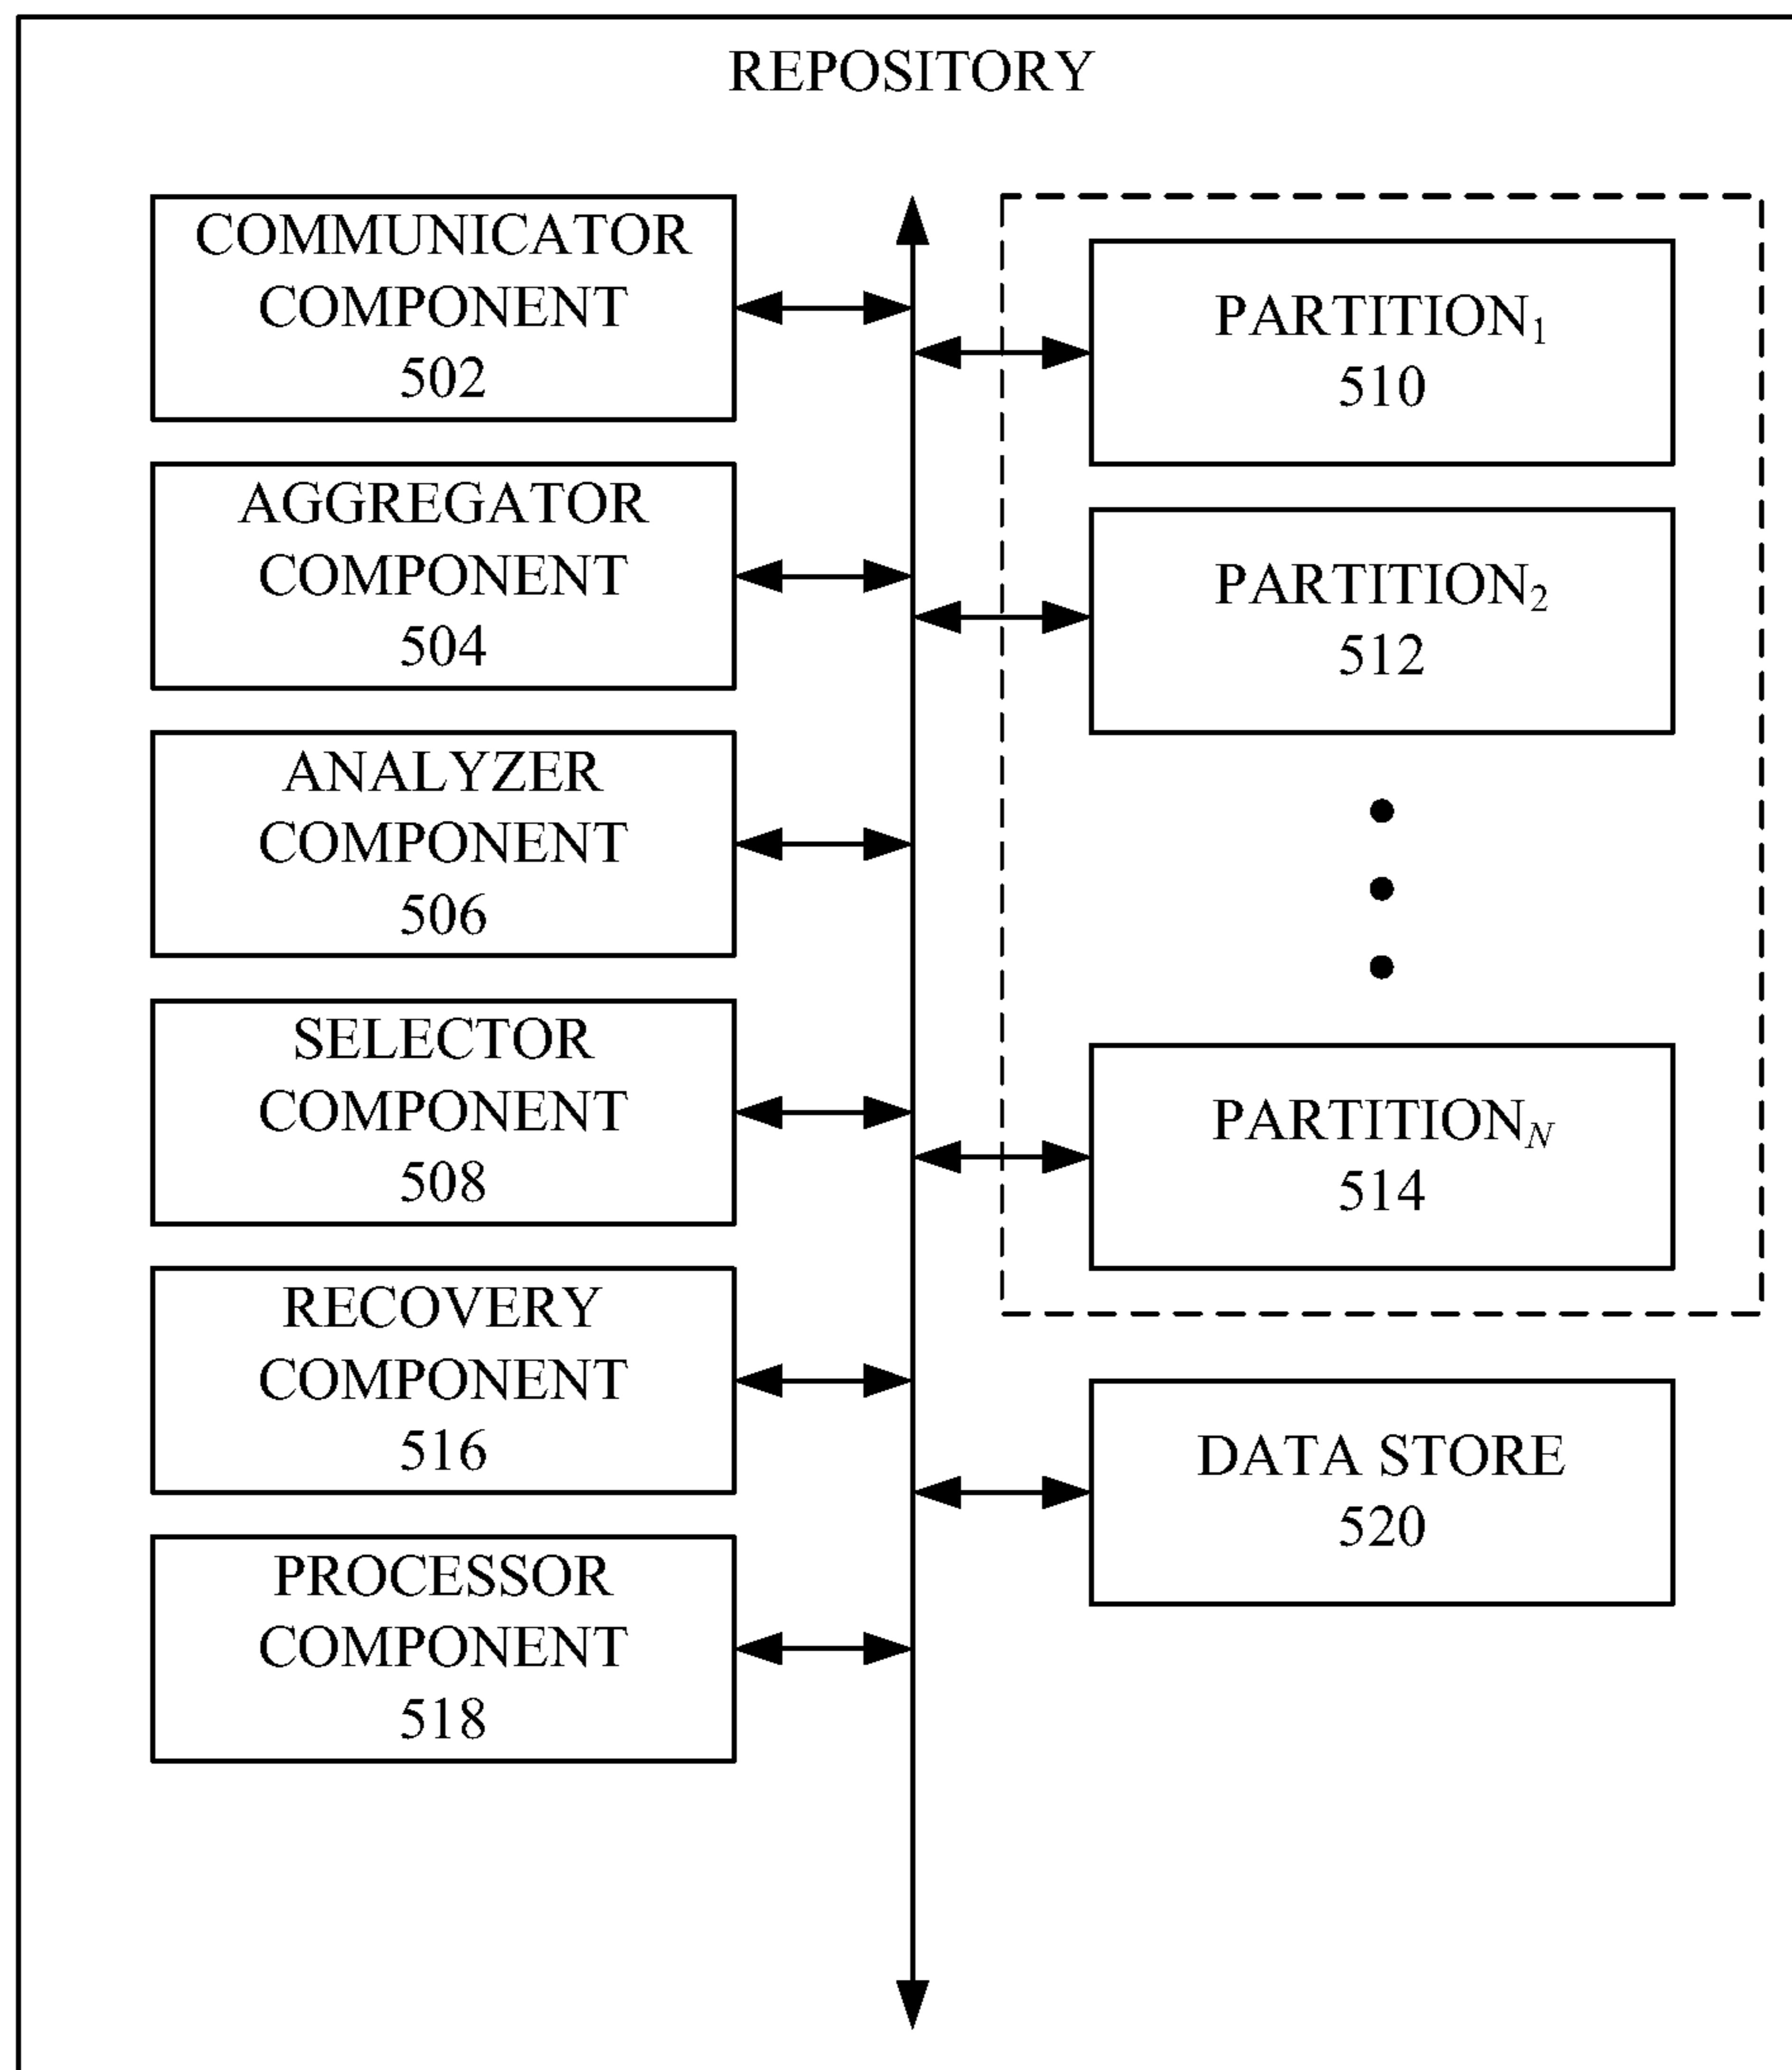 REPOSITORY
COMMUNICATOR
COMPONENT
502
AGGREGATOR
COMPONENT
504
ANALYZER
COMPONENT
506
SELECTOR
COMPONENT
508
RECOVERY
COMPONENT
516
PROCESSOR
COMPONENT
518
PARTITION₁
510
PARTITION₂
512
PARTITION_N
514
DATA STORE
520